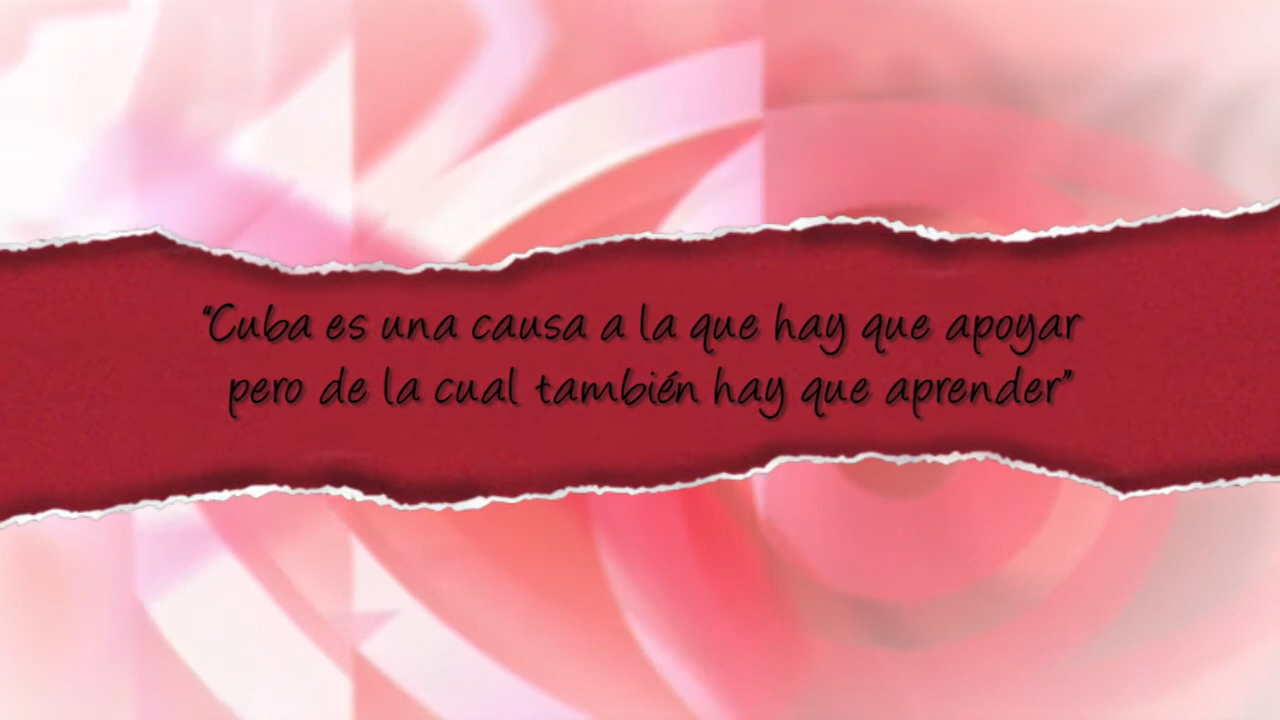 “Cuba es una causa a la que hay que apoyar
pero de la cual también hay que aprender”